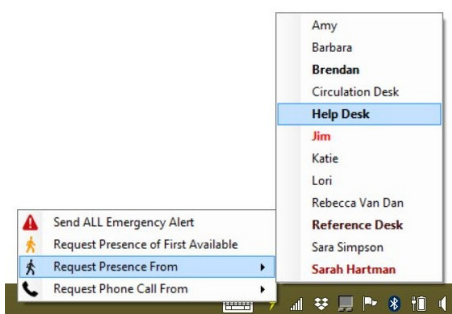 Amy
Barbara
Brendan
Circulation Desk
Help Desk
Jim
Katie
Lori
Rebecca Van Dan
Reference Desk
Sara Simpson
Sarah Hartman
Send ALL Emergency Alert
Request Presence of First Available
Request Presence From
Request Phone Call From